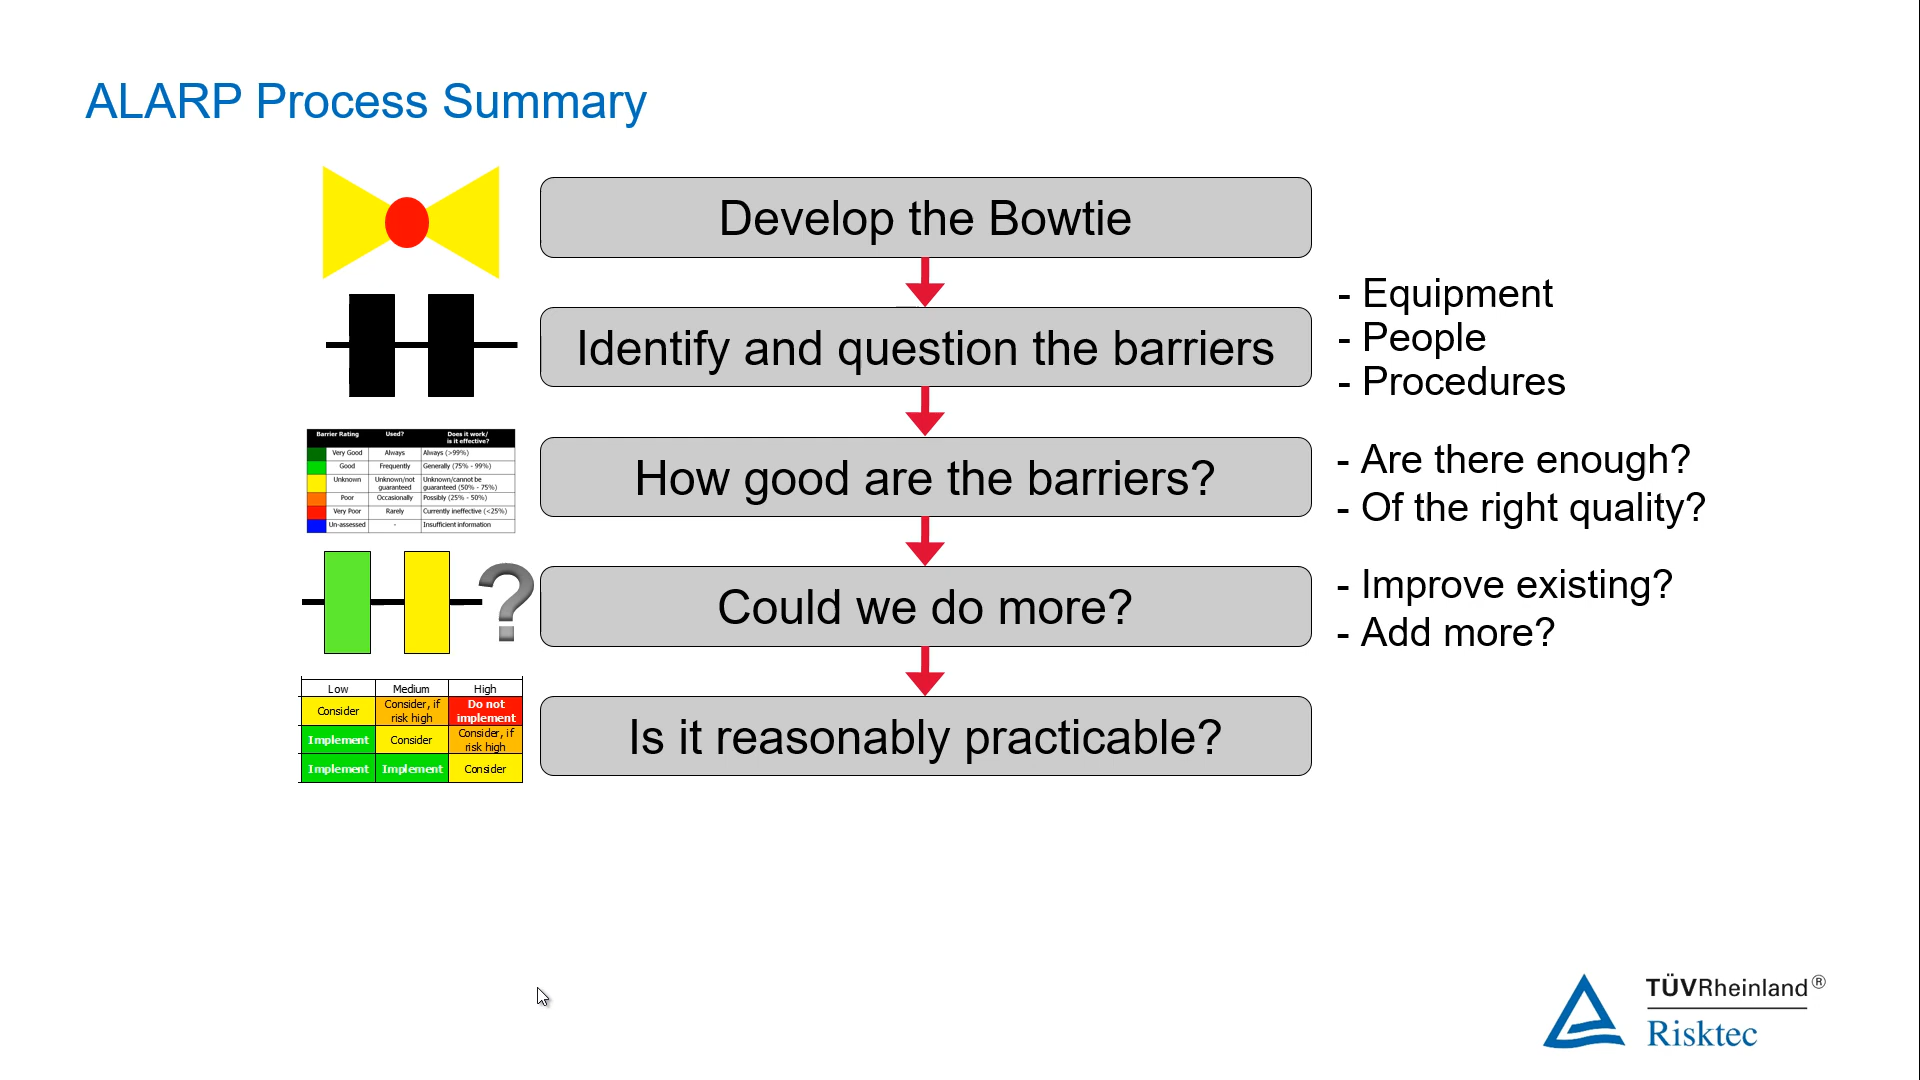 ALARP Process Summary
Develop the Bowtie
Identify and question the barriers
- Equipment
- People
- Procedures
Barrier Rating Used? Does it work/
is it effective?
Very Good Always Always (>99%)
Good Frequently Generally (75% - 99%)
Unknown Unknown/not
guaranteed Unknown/cannot be
guaranteed (50% - 75%)
Poor Occasionally Possibly (25% - 50%)
Very Poor Rarely Currently ineffective (<25%)
Un-assessed - Insufficient information
How good are the barriers?
- Are there enough?
- Of the right quality?
?
Could we do more?
- Improve existing?
- Add more?
Low Medium High
Consider Consider, if
risk high Do not
implement
Implement Consider Consider, if
risk high
Implement Implement Consider
Is it reasonably practicable?
TÜVRheinland®
Risktec